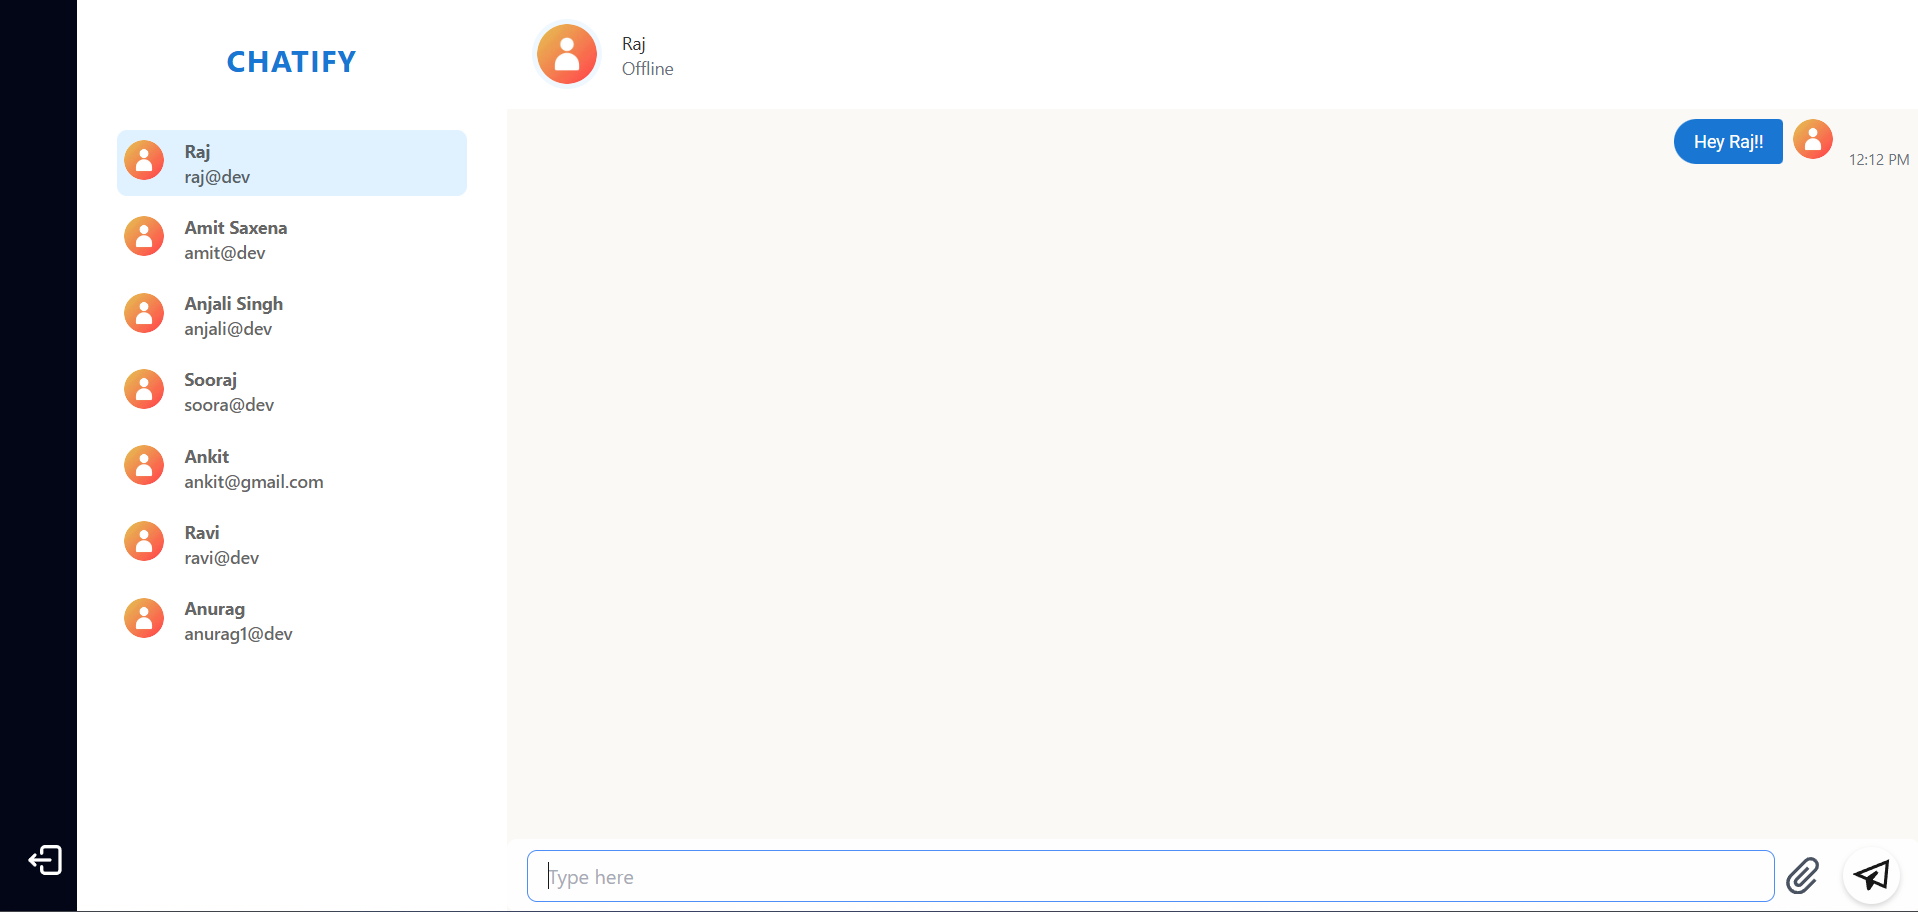 CHATIFY
Raj
raj@dev
Amit Saxena
amit@dev
Anjali Singh
anjali@dev
Sooraj
soora@dev
Ankit
ankit@gmail.com
Ravi
ravi@dev
Anurag
anurag1@dev
Raj
Offline
Hey Raj!!
12:12 PM
Type here